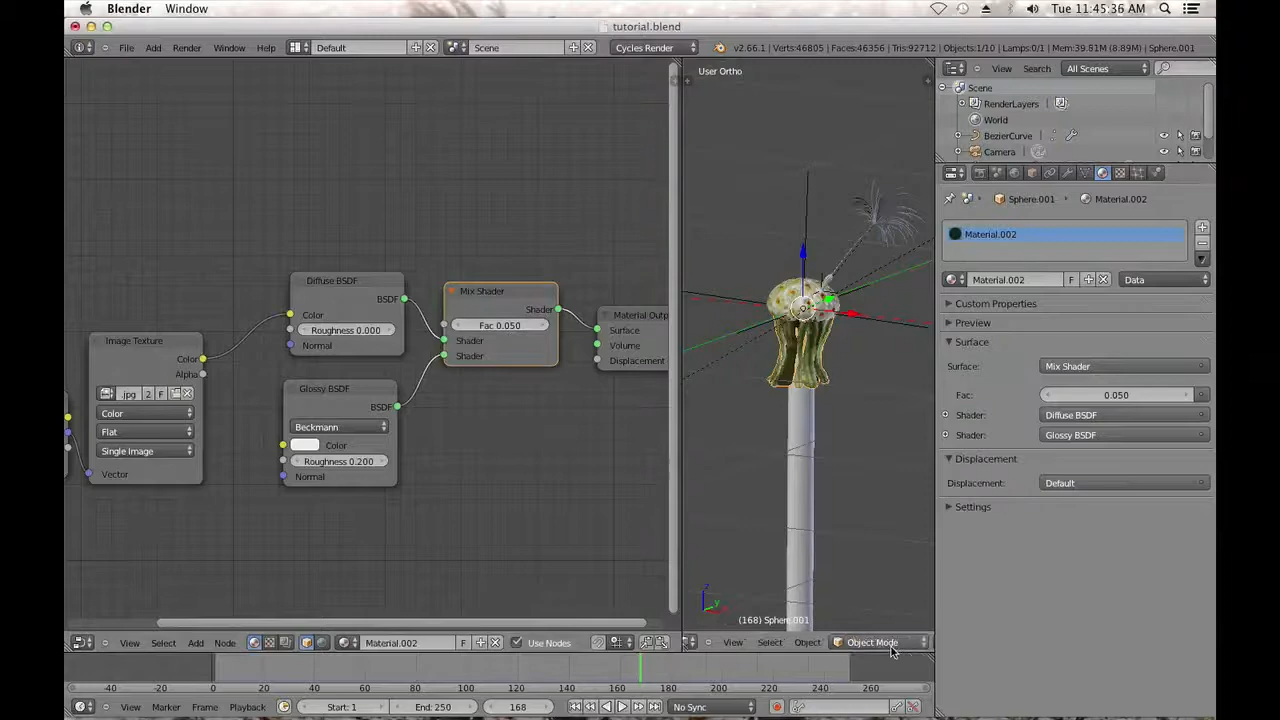 Blender Window Tue 11:45:36 AM
tutorial.blend
File Add Render Window Help Default Scene Cycles Render v2.66.1 | Verts:46805 | Faces:46356 | Tris:92712 | Objects:1/10 | Lamps:0/1 | Mem:39.81M (8.89M) | Sphere.001
User Ortho
View Search All Scenes
Scene
RenderLayers
World
BezierCurve
Camera
Sphere.001 Material.002
Material.002
Material.002 F Data
Custom Properties
Preview
Surface
Surface: Mix Shader
Fac: 0.050
Shader: Diffuse BSDF
Shader: Glossy BSDF
Displacement
Displacement: Default
Settings
Image Texture
Color
Alpha
.jpg 2 F
Color
Flat
Single Image
Vector
Diffuse BSDF
BSDF
Color
Roughness 0.000
Normal
Glossy BSDF
BSDF
Beckmann
Color
Roughness 0.200
Normal
Mix Shader
Shader
Fac 0.050
Shader
Shader
Material Outp
Surface
Volume
Displacement
z
y
(168) Sphere.001
View Select Add Node Material.002 F Use Nodes
View Select Object Object Mode
-40 -20 0 20 40 60 80 100 120 140 160 180 200 220 240 260
View Marker Frame Playback Start: 1 End: 250 168 No Sync